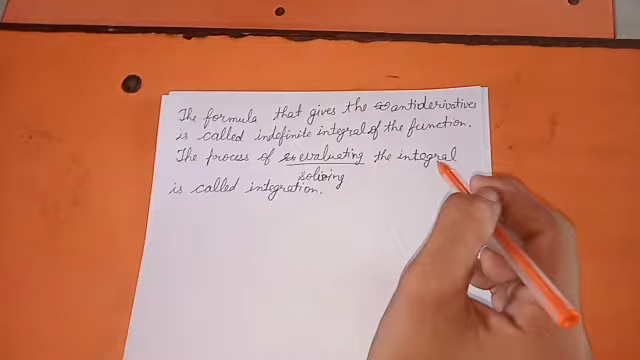 The formula that gives the antiderivatives
is called indefinite integral of the function.
The process of evaluating the integral
solving
is called integration.